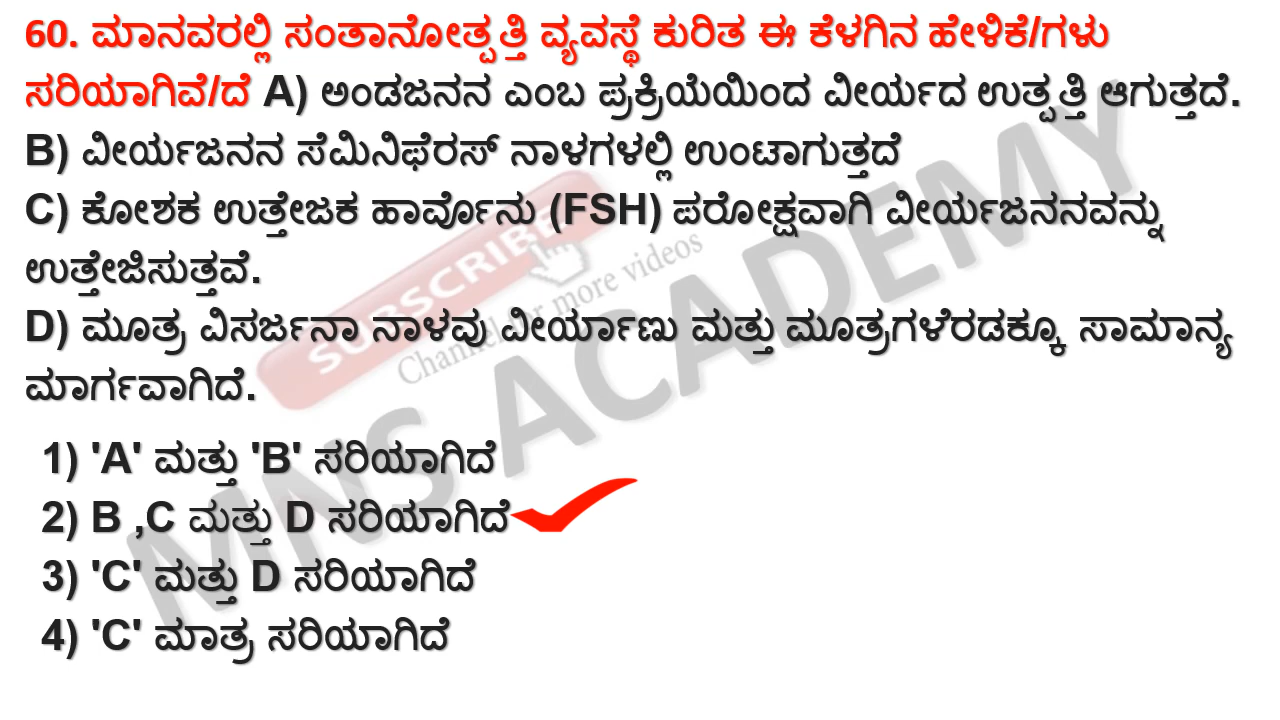 60. ಮಾನವರಲ್ಲಿ ಸಂತಾನೋತ್ಪತ್ತಿ ವ್ಯವಸ್ಥೆ ಕುರಿತ ಈ ಕೆಳಗಿನ ಹೇಳಿಕೆ/ಗಳು
ಸರಿಯಾಗಿವೆ/ದೆ A) ಅಂಡಜನನ ಎಂಬ ಪ್ರಕ್ರಿಯೆಯಿಂದ ವೀರ್ಯದ ಉತ್ಪತ್ತಿ ಆಗುತ್ತದೆ.
B) ವೀರ್ಯಜನನ ಸೆಮಿನಿಫೆರಸ್ ನಾಳಗಳಲ್ಲಿ ಉಂಟಾಗುತ್ತದೆ
C) ಕೋಶಕ ಉತ್ತೇಜಕ ಹಾರ್ಮೋನು (FSH) ಪರೋಕ್ಷವಾಗಿ ವೀರ್ಯಜನನವನ್ನು
ಉತ್ತೇಜಿಸುತ್ತವೆ.
D) ಮೂತ್ರ ವಿಸರ್ಜನಾ ನಾಳವು ವೀರ್ಯಾಣು ಮತ್ತು ಮೂತ್ರಗಳೆರಡಕ್ಕೂ ಸಾಮಾನ್ಯ
ಮಾರ್ಗವಾಗಿದೆ.
1) 'A' ಮತ್ತು 'B' ಸರಿಯಾಗಿದೆ
2) B ,C ಮತ್ತು D ಸರಿಯಾಗಿದೆ
3) 'C' ಮತ್ತು D ಸರಿಯಾಗಿದೆ
4) 'C' ಮಾತ್ರ ಸರಿಯಾಗಿದೆ
SUBSCRIBE
Channel for more videos
MNS ACADEMY